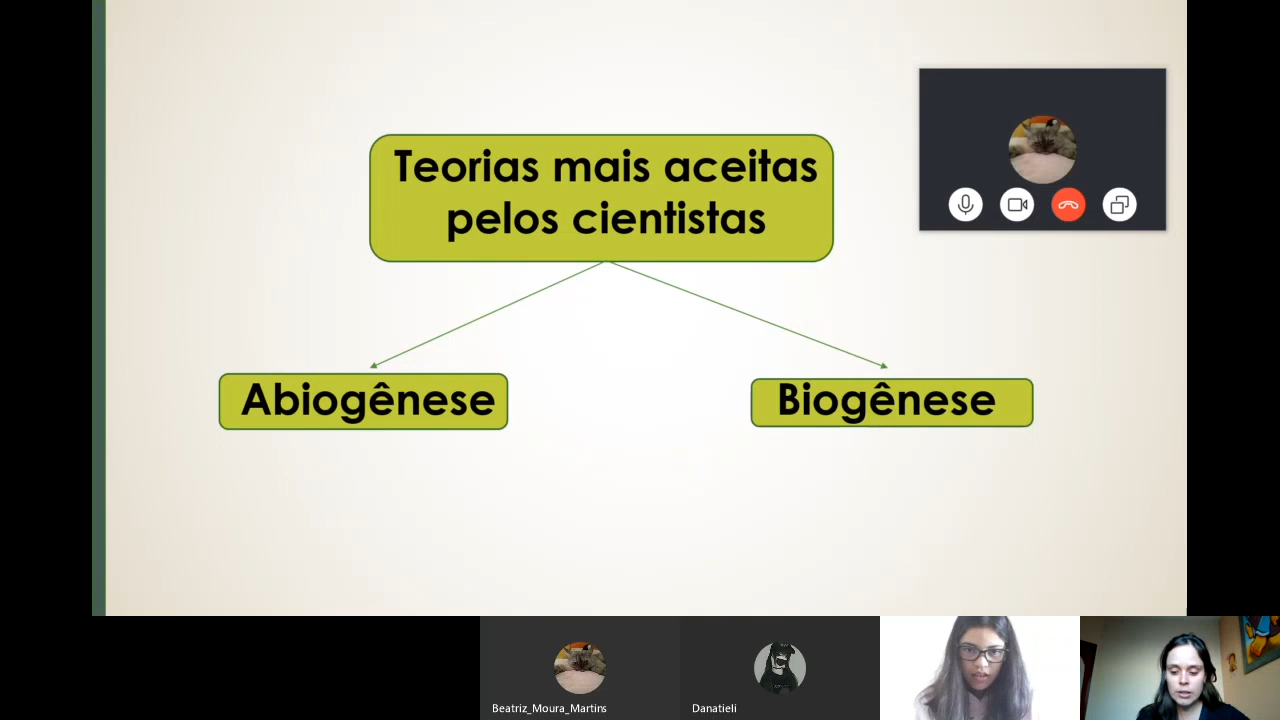 Teorias mais aceitas
pelos cientistas
Abiogênese
Biogênese
Beatriz_Moura_Martins
Danatieli